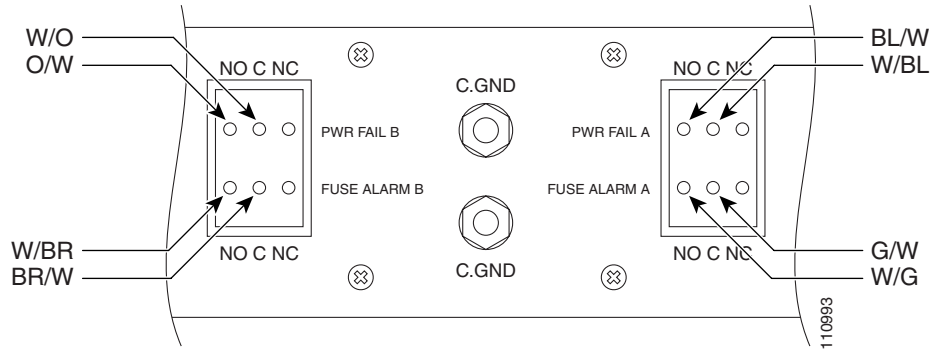 W/O
O/W
BL/W
W/BL
NO C NC
C.GND
NO C NC
PWR FAIL B
PWR FAIL A
FUSE ALARM B
FUSE ALARM A
W/BR
BR/W
NO C NC
C.GND
NO C NC
G/W
W/G
110993